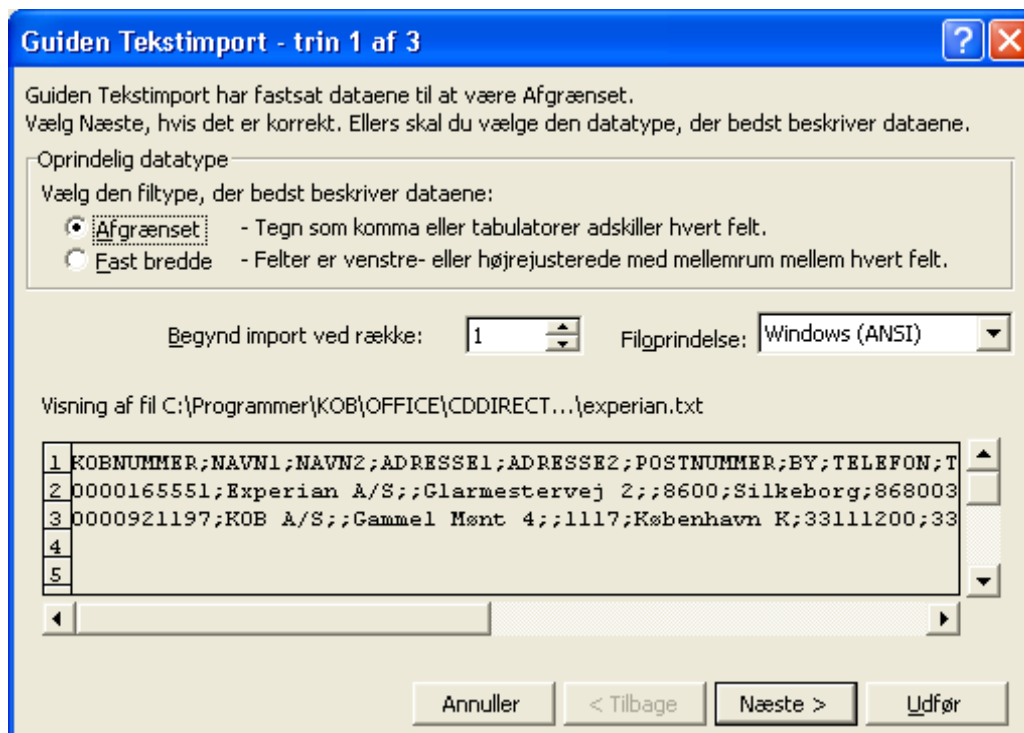 Guiden Tekstimport - trin 1 af 3
Guiden Tekstimport har fastsat dataene til at være Afgrænset.
Vælg Næste, hvis det er korrekt. Ellers skal du vælge den datatype, der bedst beskriver dataene.
Oprindelig datatype
Vælg den filtype, der bedst beskriver dataene:
Afgrænset - Tegn som komma eller tabulatorer adskiller hvert felt.
Fast bredde - Felter er venstre- eller højrejusterede med mellemrum mellem hvert felt.
Begynd import ved række: 1 Filoprindelse: Windows (ANSI)
Visning af fil C:\Programmer\KOB\OFFICE\CDDIRECT...\experian.txt
1 KOBNUMMER;NAVN1;NAVN2;ADRESSE1;ADRESSE2;POSTNUMMER;BY;TELEFON;T
2 0000165551;Experian A/S;;Glarmestervej 2;;8600;Silkeborg;868003
3 0000921197;KOB A/S;;Gammel Mønt 4;;1117;København K;33111200;33
4
5
Annuller < Tilbage Næste > Udfør